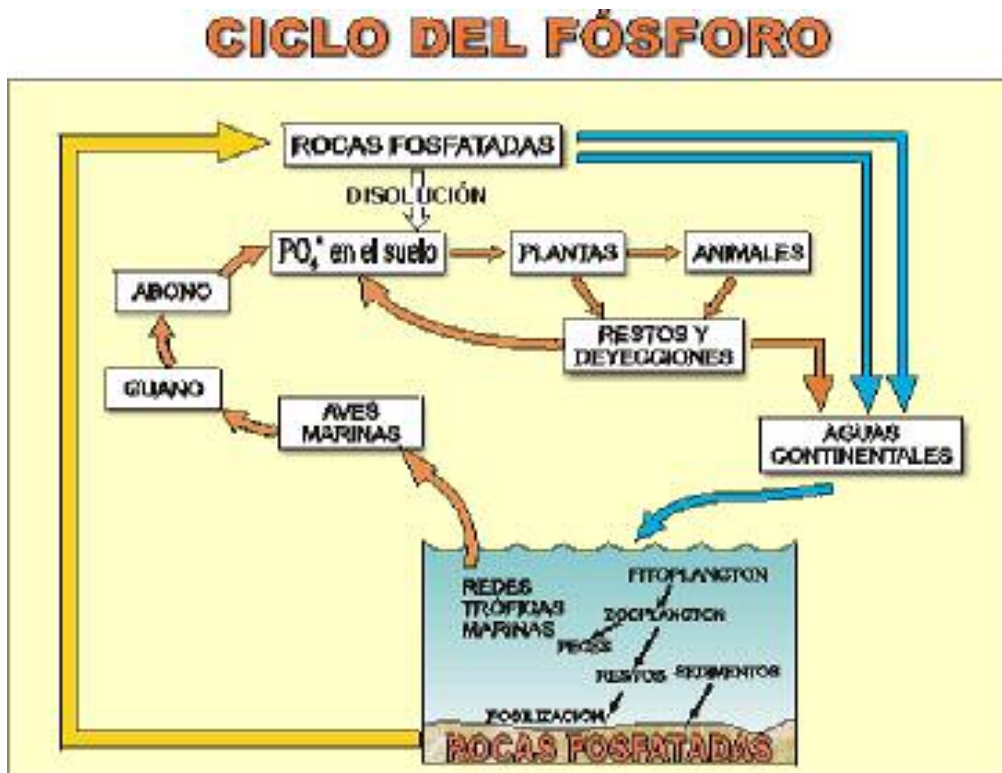 CICLO DEL FÓSFORO
ROCAS FOSFATADAS
DISOLUCIÓN
PO₄⁼ en el suelo
PLANTAS
ANIMALES
ABONO
RESTOS Y
DEYECCIONES
GUANO
AVES
MARINAS
AGUAS
CONTINENTALES
FITOPLANCTON
REDES
TRÓFICAS
MARINAS
ZOOPLANCTON
PECES
RESTOS
SEDIMENTOS
FOSILIZACIÓN
ROCAS FOSFATADAS